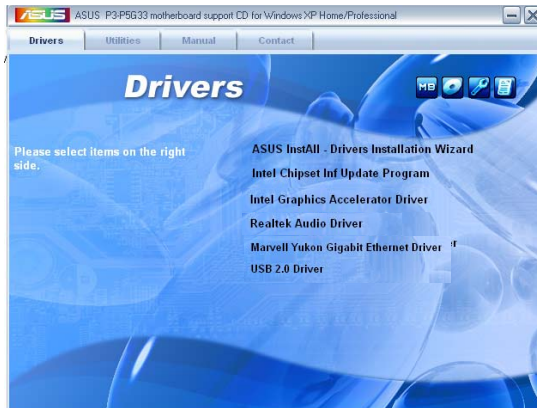 ASUS ASUS P3-P5G33 motherboard support CD for Windows XP Home/Professional
Drivers Utilities Manual Contact
Drivers
MB
Please select items on the right
side.
ASUS InstAll - Drivers Installation Wizard
Intel Chipset Inf Update Program
Intel Graphics Accelerator Driver
Realtek Audio Driver
Marvell Yukon Gigabit Ethernet Driver
USB 2.0 Driver